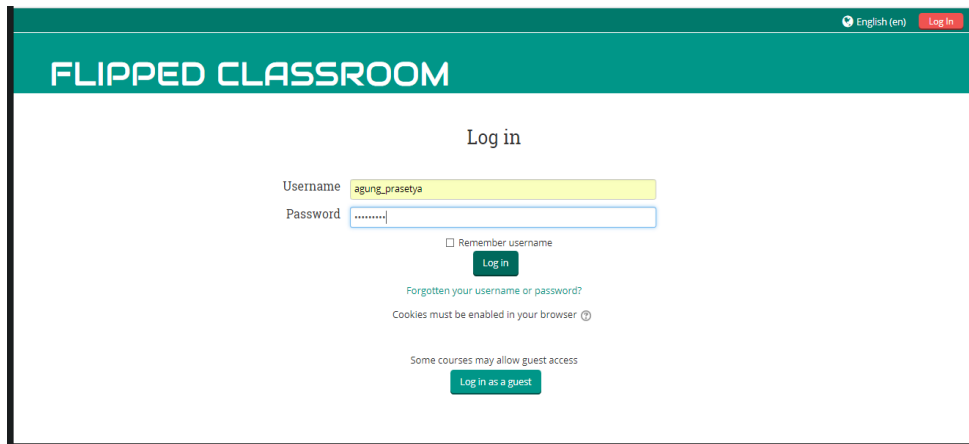 English (en) Log In
FLIPPED CLASSROOM
Log in
Username agung_prasetya
Password •••••••••
Remember username
Log in
Forgotten your username or password?
Cookies must be enabled in your browser ?
Some courses may allow guest access
Log in as a guest